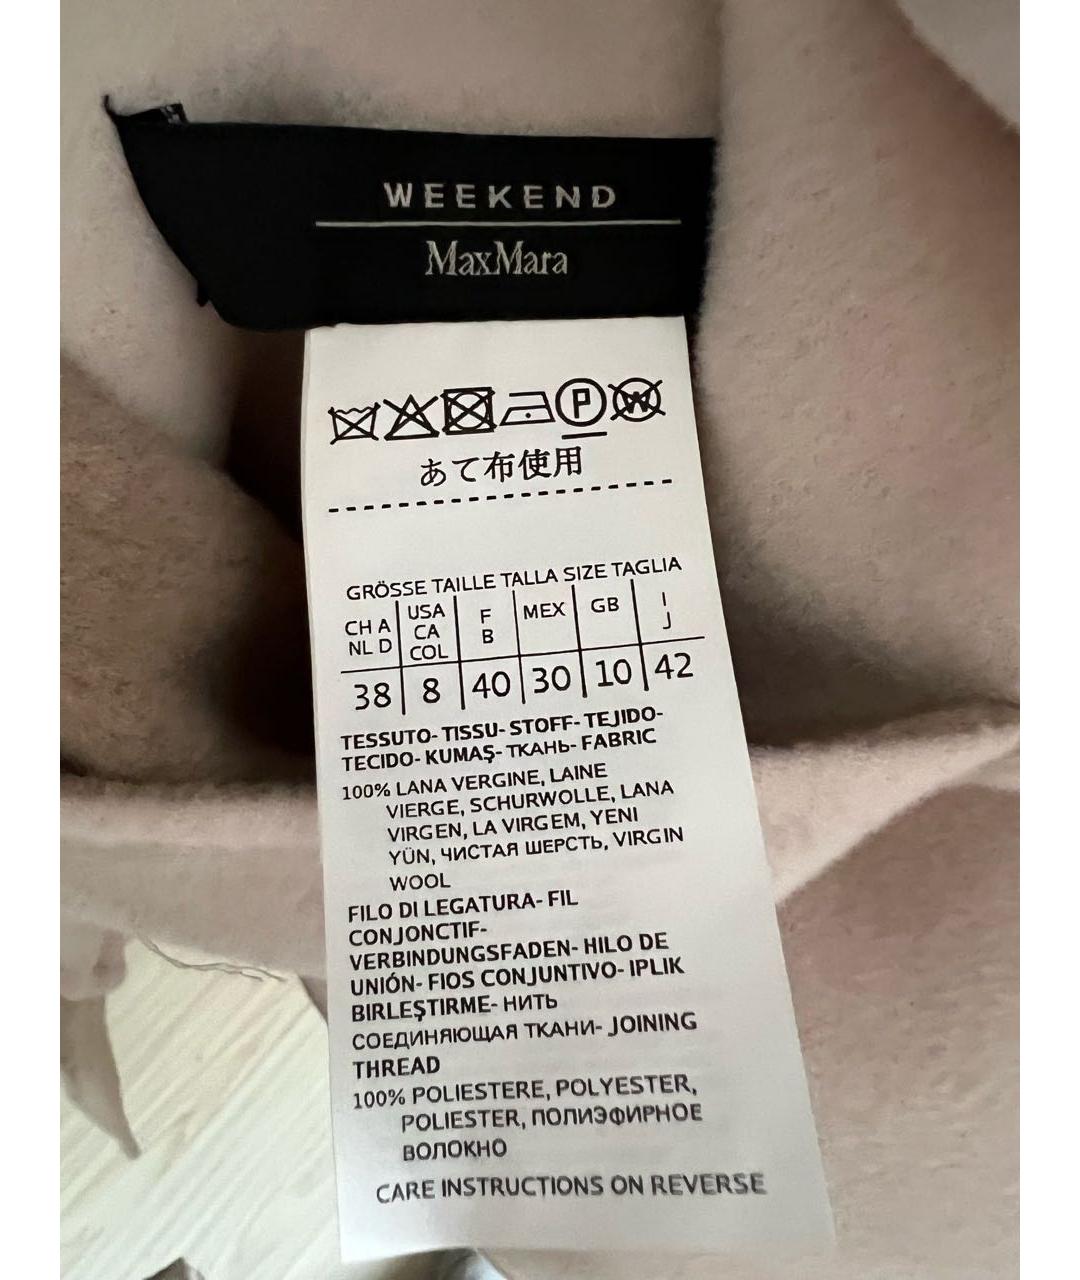 WEEKEND
MaxMara
P W
あて布使用
GRÖSSE TAILLE TALLA SIZE TAGLIA
CH A NL D USA CA COL F B MEX GB I J
38 8 40 30 10 42
TESSUTO- TISSU- STOFF- TEJIDO-
TECIDO- KUMAŞ- ТКАНЬ- FABRIC
100% LANA VERGINE, LAINE
VIERGE, SCHURWOLLE, LANA
VIRGEN, LA VIRGEM, YENI
YÜN, ЧИСТАЯ ШЕРСТЬ, VIRGIN
WOOL
FILO DI LEGATURA- FIL
CONJONCTIF-
VERBINDUNGSFADEN- HILO DE
UNIÓN- FIOS CONJUNTIVO- IPLIK
BIRLEŞTIRME- НИТЬ
СОЕДИНЯЮЩАЯ ТКАНИ- JOINING
THREAD
100% POLIESTERE, POLYESTER,
POLIESTER, ПОЛИЭФИРНОЕ
ВОЛОКНО
CARE INSTRUCTIONS ON REVERSE